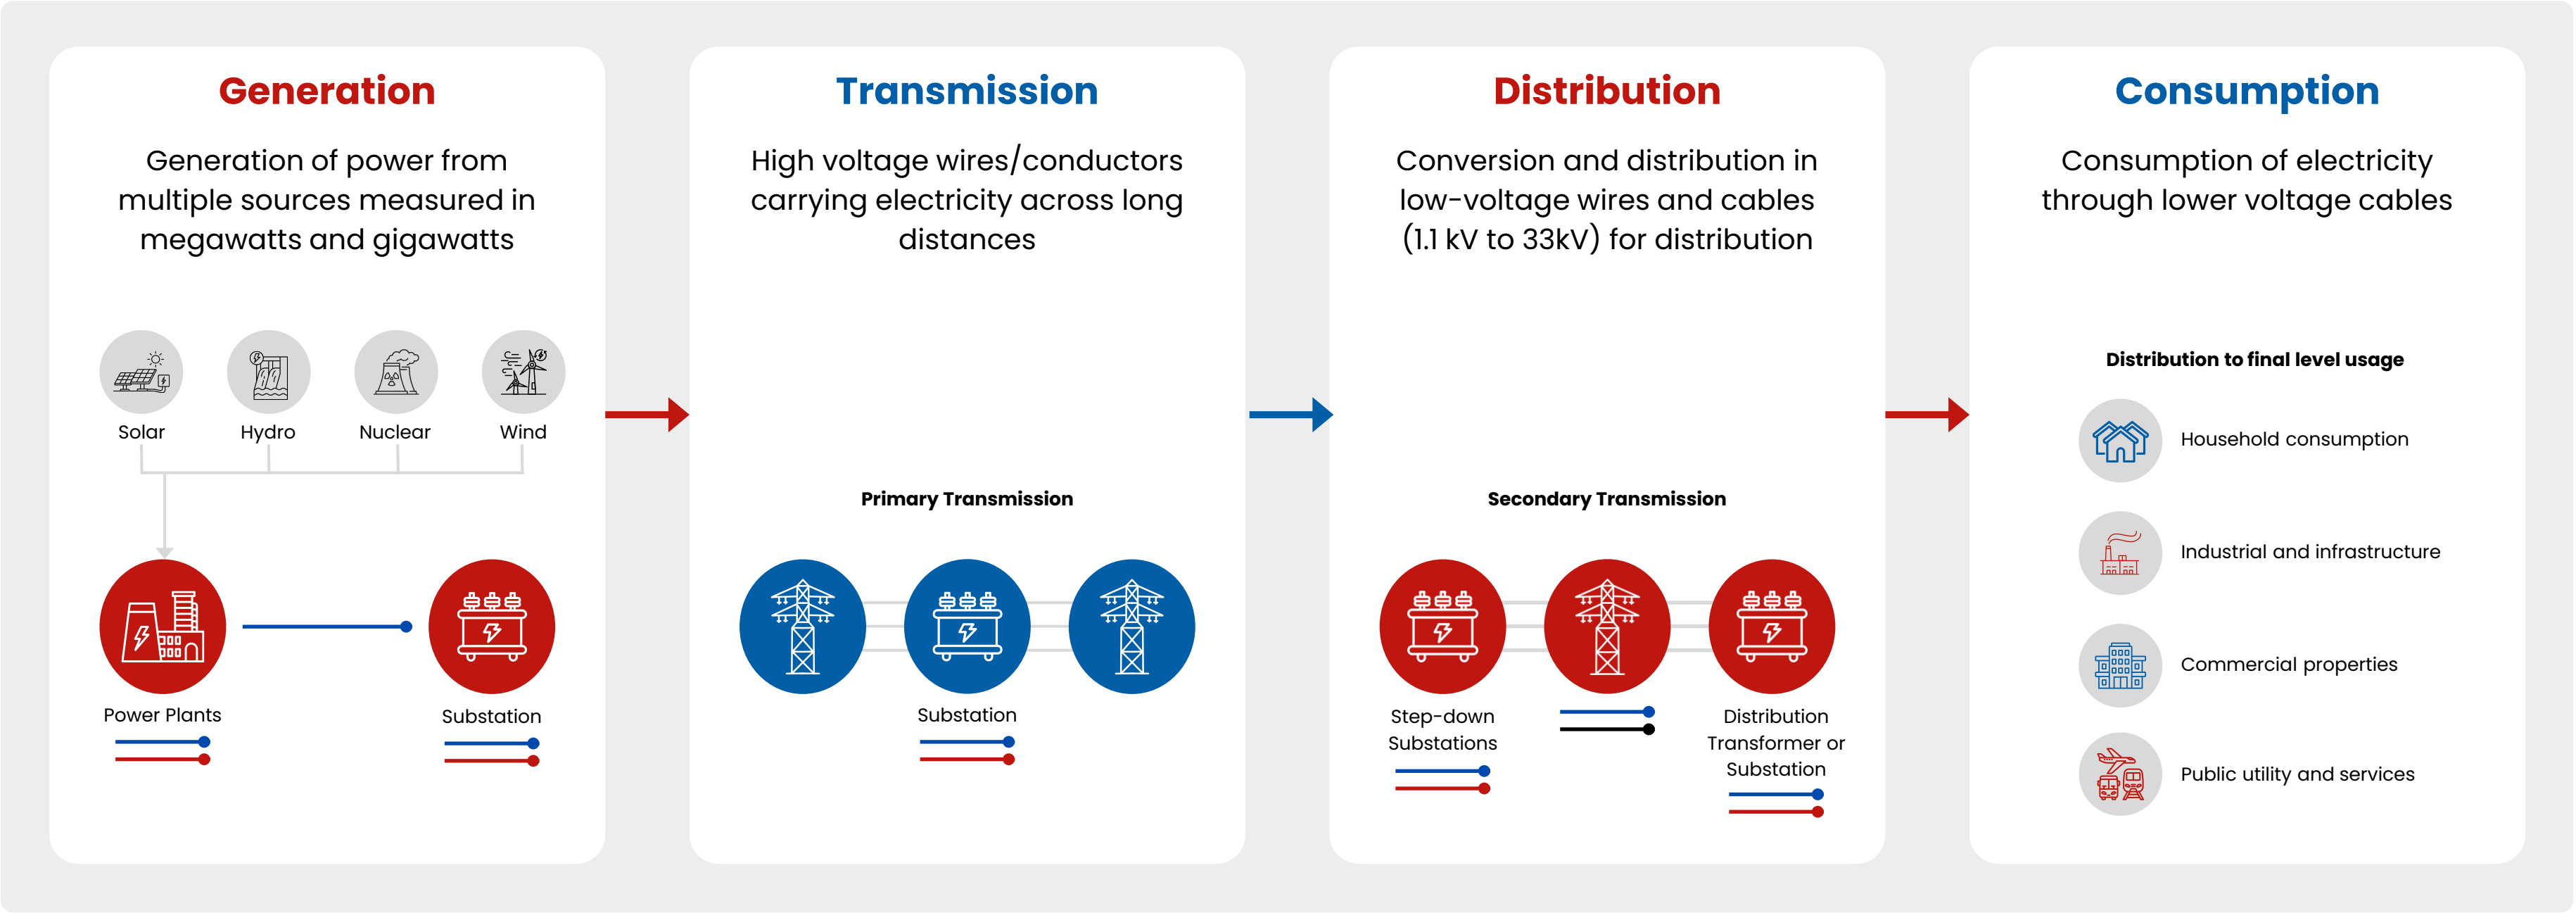 Generation
Generation of power from
multiple sources measured in
megawatts and gigawatts
Solar
Hydro
Nuclear
Wind
Power Plants
Substation
Transmission
High voltage wires/conductors
carrying electricity across long
distances
Primary Transmission
Substation
Distribution
Conversion and distribution in
low-voltage wires and cables
(1.1 kV to 33kV) for distribution
Secondary Transmission
Step-down
Substations
Distribution
Transformer or
Substation
Consumption
Consumption of electricity
through lower voltage cables
Distribution to final level usage
Household consumption
Industrial and infrastructure
Commercial properties
Public utility and services